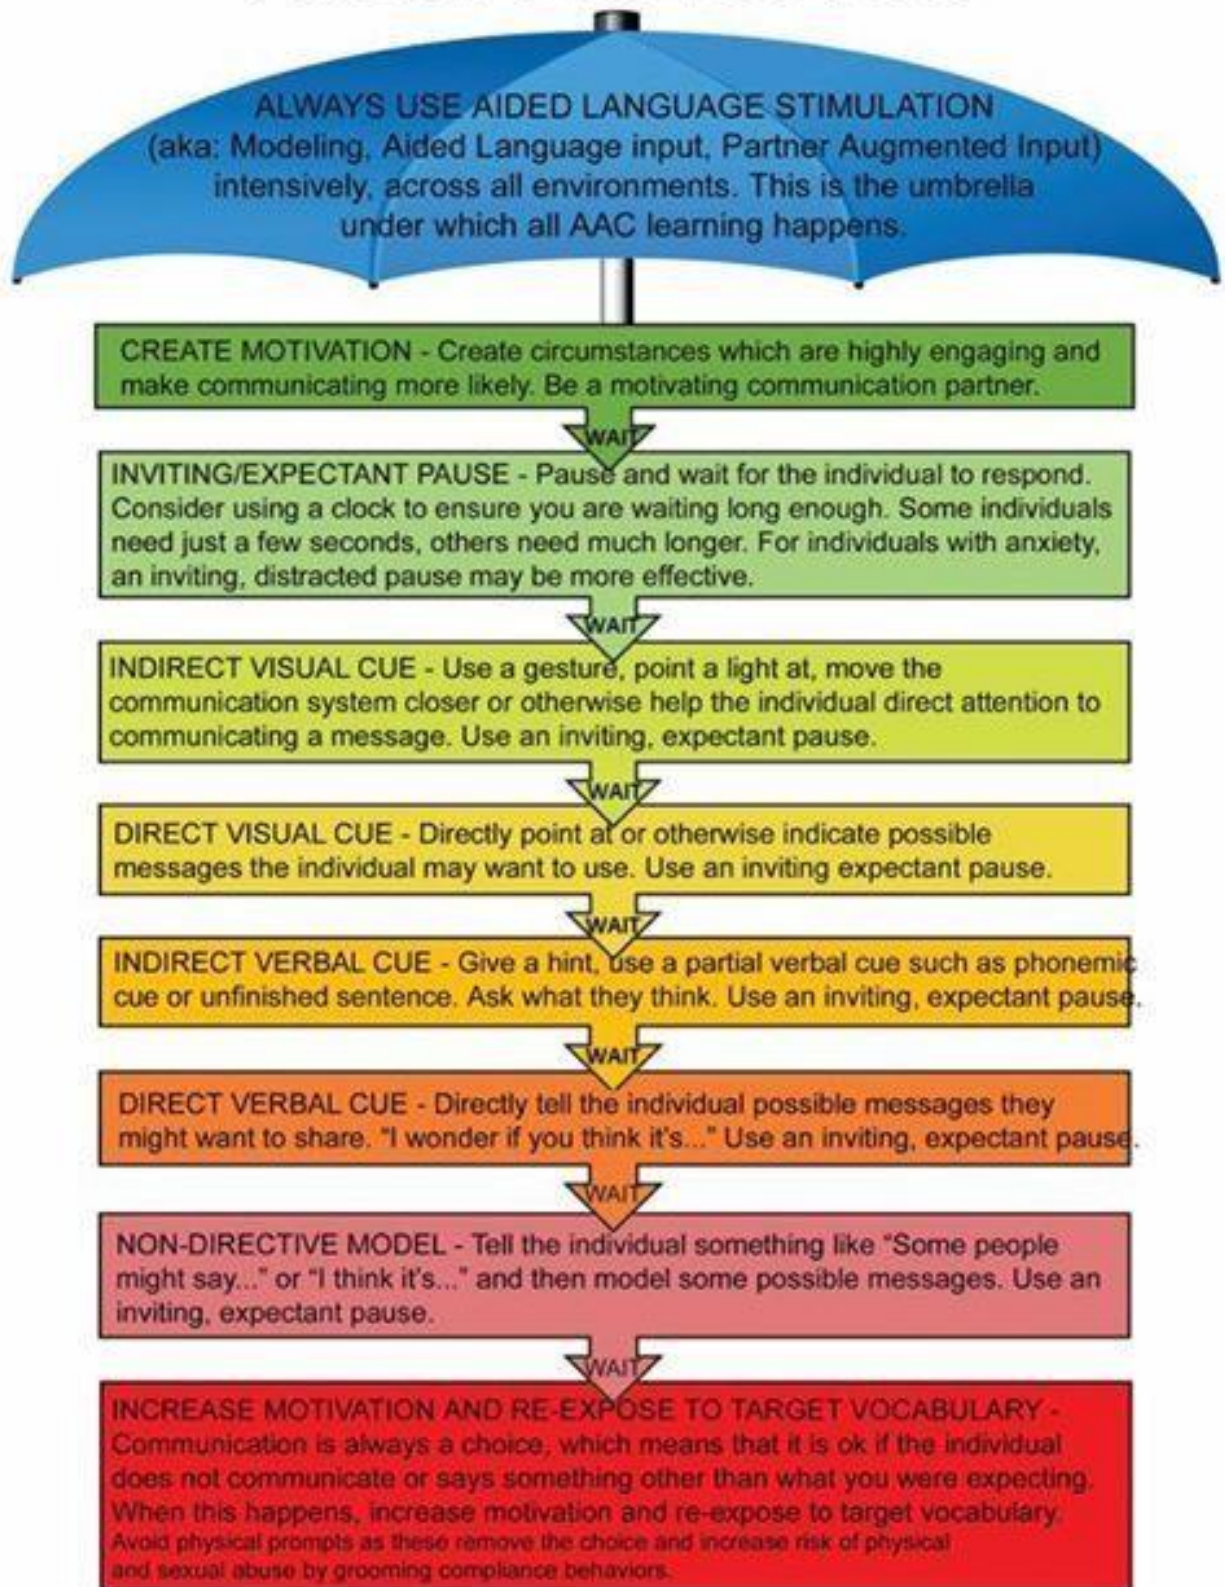 ALWAYS USE AIDED LANGUAGE STIMULATION
(aka: Modeling, Aided Language input, Partner Augmented Input)
intensively, across all environments. This is the umbrella
under which all AAC learning happens.
CREATE MOTIVATION - Create circumstances which are highly engaging and
make communicating more likely. Be a motivating communication partner.
WAIT
INVITING/EXPECTANT PAUSE - Pause and wait for the individual to respond.
Consider using a clock to ensure you are waiting long enough. Some individuals
need just a few seconds, others need much longer. For individuals with anxiety,
an inviting, distracted pause may be more effective.
WAIT
INDIRECT VISUAL CUE - Use a gesture, point a light at, move the
communication system closer or otherwise help the individual direct attention to
communicating a message. Use an inviting, expectant pause.
WAIT
DIRECT VISUAL CUE - Directly point at or otherwise indicate possible
messages the individual may want to use. Use an inviting expectant pause.
WAIT
INDIRECT VERBAL CUE - Give a hint, use a partial verbal cue such as phonemic
cue or unfinished sentence. Ask what they think. Use an inviting, expectant pause.
WAIT
DIRECT VERBAL CUE - Directly tell the individual possible messages they
might want to share. "I wonder if you think it's..." Use an inviting, expectant pause.
WAIT
NON-DIRECTIVE MODEL - Tell the individual something like “Some people
might say...” or “I think it's...” and then model some possible messages. Use an
inviting, expectant pause.
WAIT
INCREASE MOTIVATION AND RE-EXPOSE TO TARGET VOCABULARY -
Communication is always a choice, which means that it is ok if the individual
does not communicate or says something other than what you were expecting.
When this happens, increase motivation and re-expose to target vocabulary.
Avoid physical prompts as these remove the choice and increase risk of physical
and sexual abuse by grooming compliance behaviors.